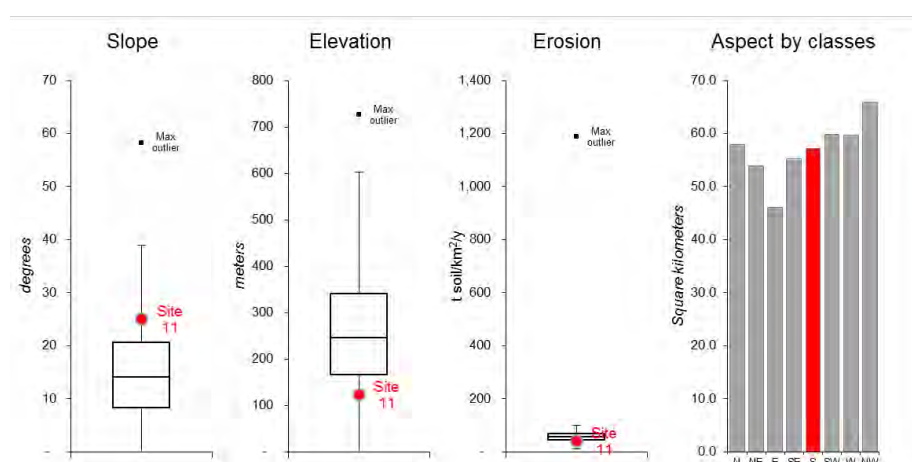 Slope
Elevation
Erosion
Aspect by classes
degrees
70
60
50
40
30
20
10
-
Max
outlier
Site
11
meters
800
700
600
500
400
300
200
100
-
Max
outlier
Site
11
t soil/km²/y
1,400
1,200
1,000
800
600
400
200
-
Max
outlier
Site
11
Square kilometers
70.0
60.0
50.0
40.0
30.0
20.0
10.0
0.0
N NE E SE S SW W NW